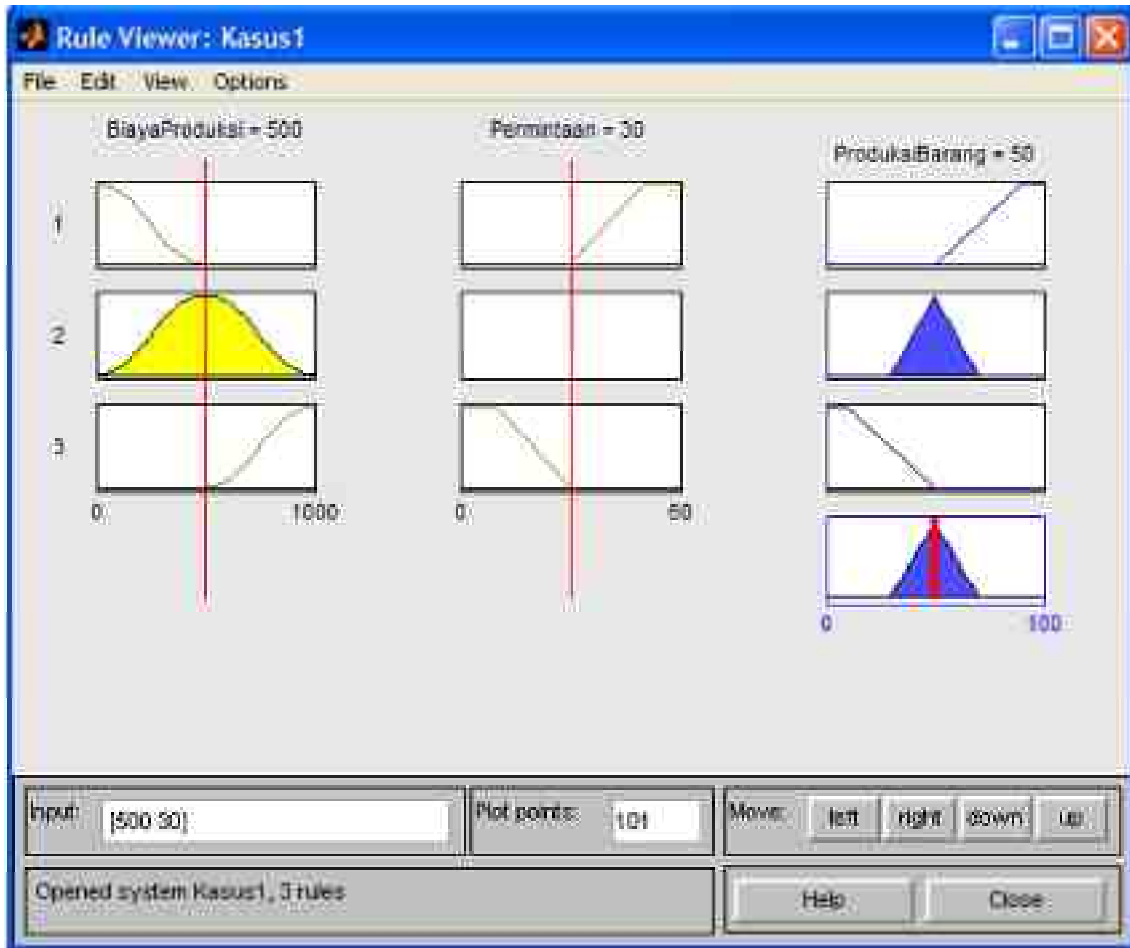 Rule Viewer: Kasus1
File Edit View Options
BiayaProduksi = 500
Permintaan = 30
ProduksiBarang = 50
1
2
3
0 1000
0 60
0 100
Input: [500 30]
Plot points: 101
Move: left right down up
Opened system Kasus1, 3 rules
Help Close